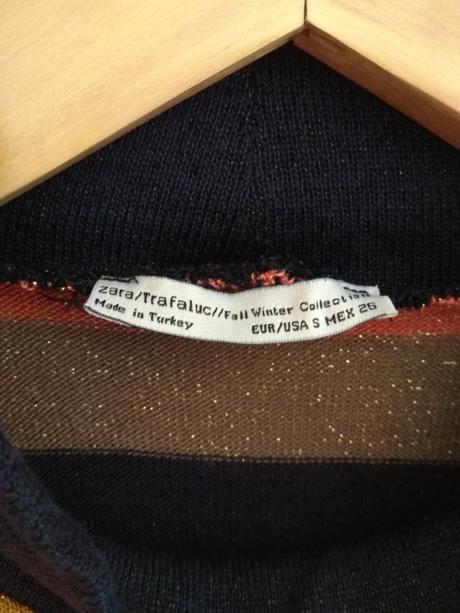 zara/Trafaluc//Fall Winter Collection
Made in Turkey
EUR/USA S MEX 26